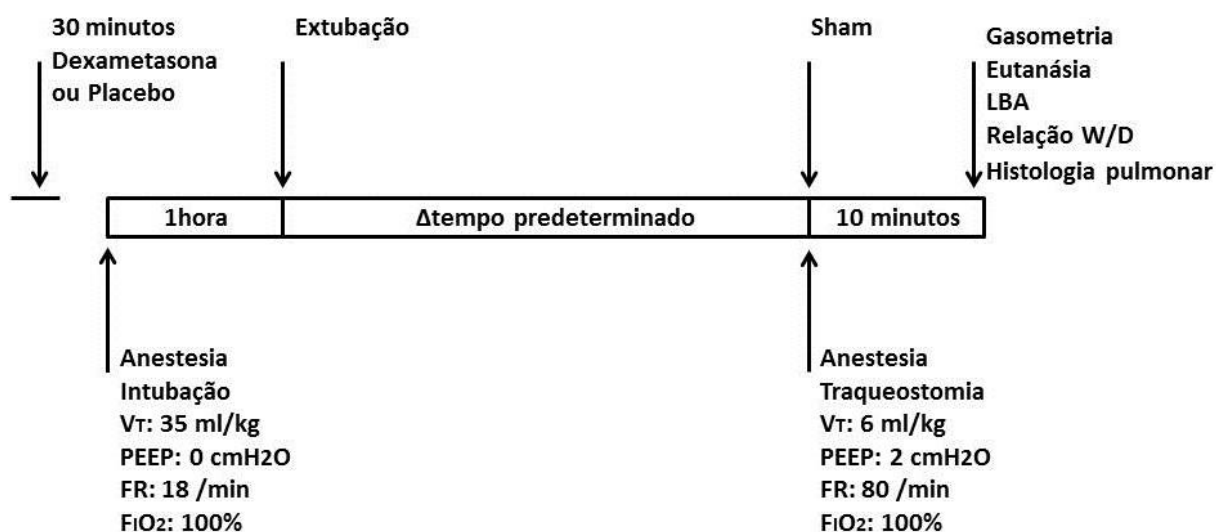 30 minutos
Dexametasona
ou Placebo
Extubação
Sham
Gasometria
Eutanásia
LBA
Relação W/D
Histologia pulmonar
1hora
Δtempo predeterminado
10 minutos
Anestesia
Intubação
VT: 35 ml/kg
PEEP: 0 cmH2O
FR: 18 /min
FIO2: 100%
Anestesia
Traqueostomia
VT: 6 ml/kg
PEEP: 2 cmH2O
FR: 80 /min
FIO2: 100%